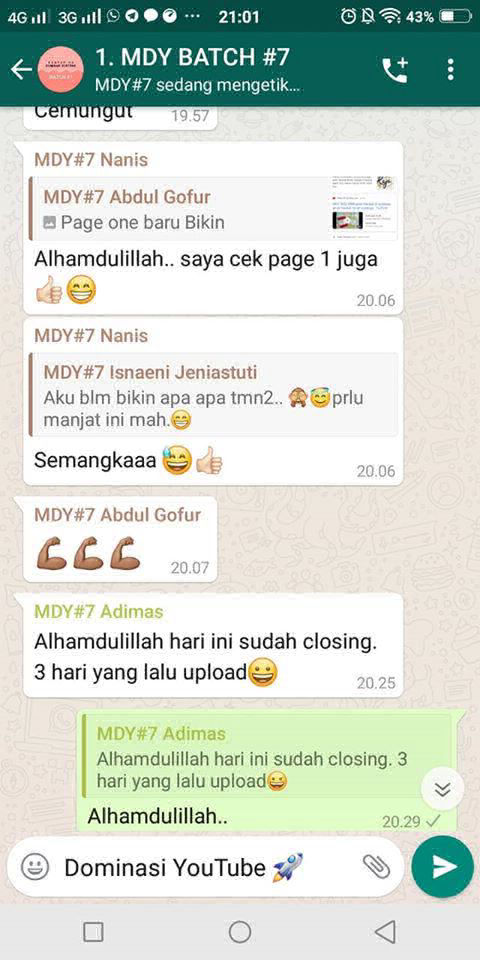 4G 3G 21:01 43%
1. MDY BATCH #7
MDY#7 sedang mengetik...
Cemungut 19.57
MDY#7 Nanis
MDY#7 Abdul Gofur
Page one baru Bikin
Alhamdulillah.. saya cek page 1 juga
👍🏻😁 20.06
MDY#7 Nanis
MDY#7 Isnaeni Jeniastuti
Aku blm bikin apa apa tmn2.. 🙈😇prlu
manjat ini mah.😁
Semangkaaa 😅👍🏻 20.06
MDY#7 Abdul Gofur
💪🏾💪🏾💪🏾 20.07
MDY#7 Adimas
Alhamdulillah hari ini sudah closing.
3 hari yang lalu upload😀 20.25
MDY#7 Adimas
Alhamdulillah hari ini sudah closing. 3
hari yang lalu upload😀
Alhamdulillah.. 20.29
Dominasi YouTube 🚀